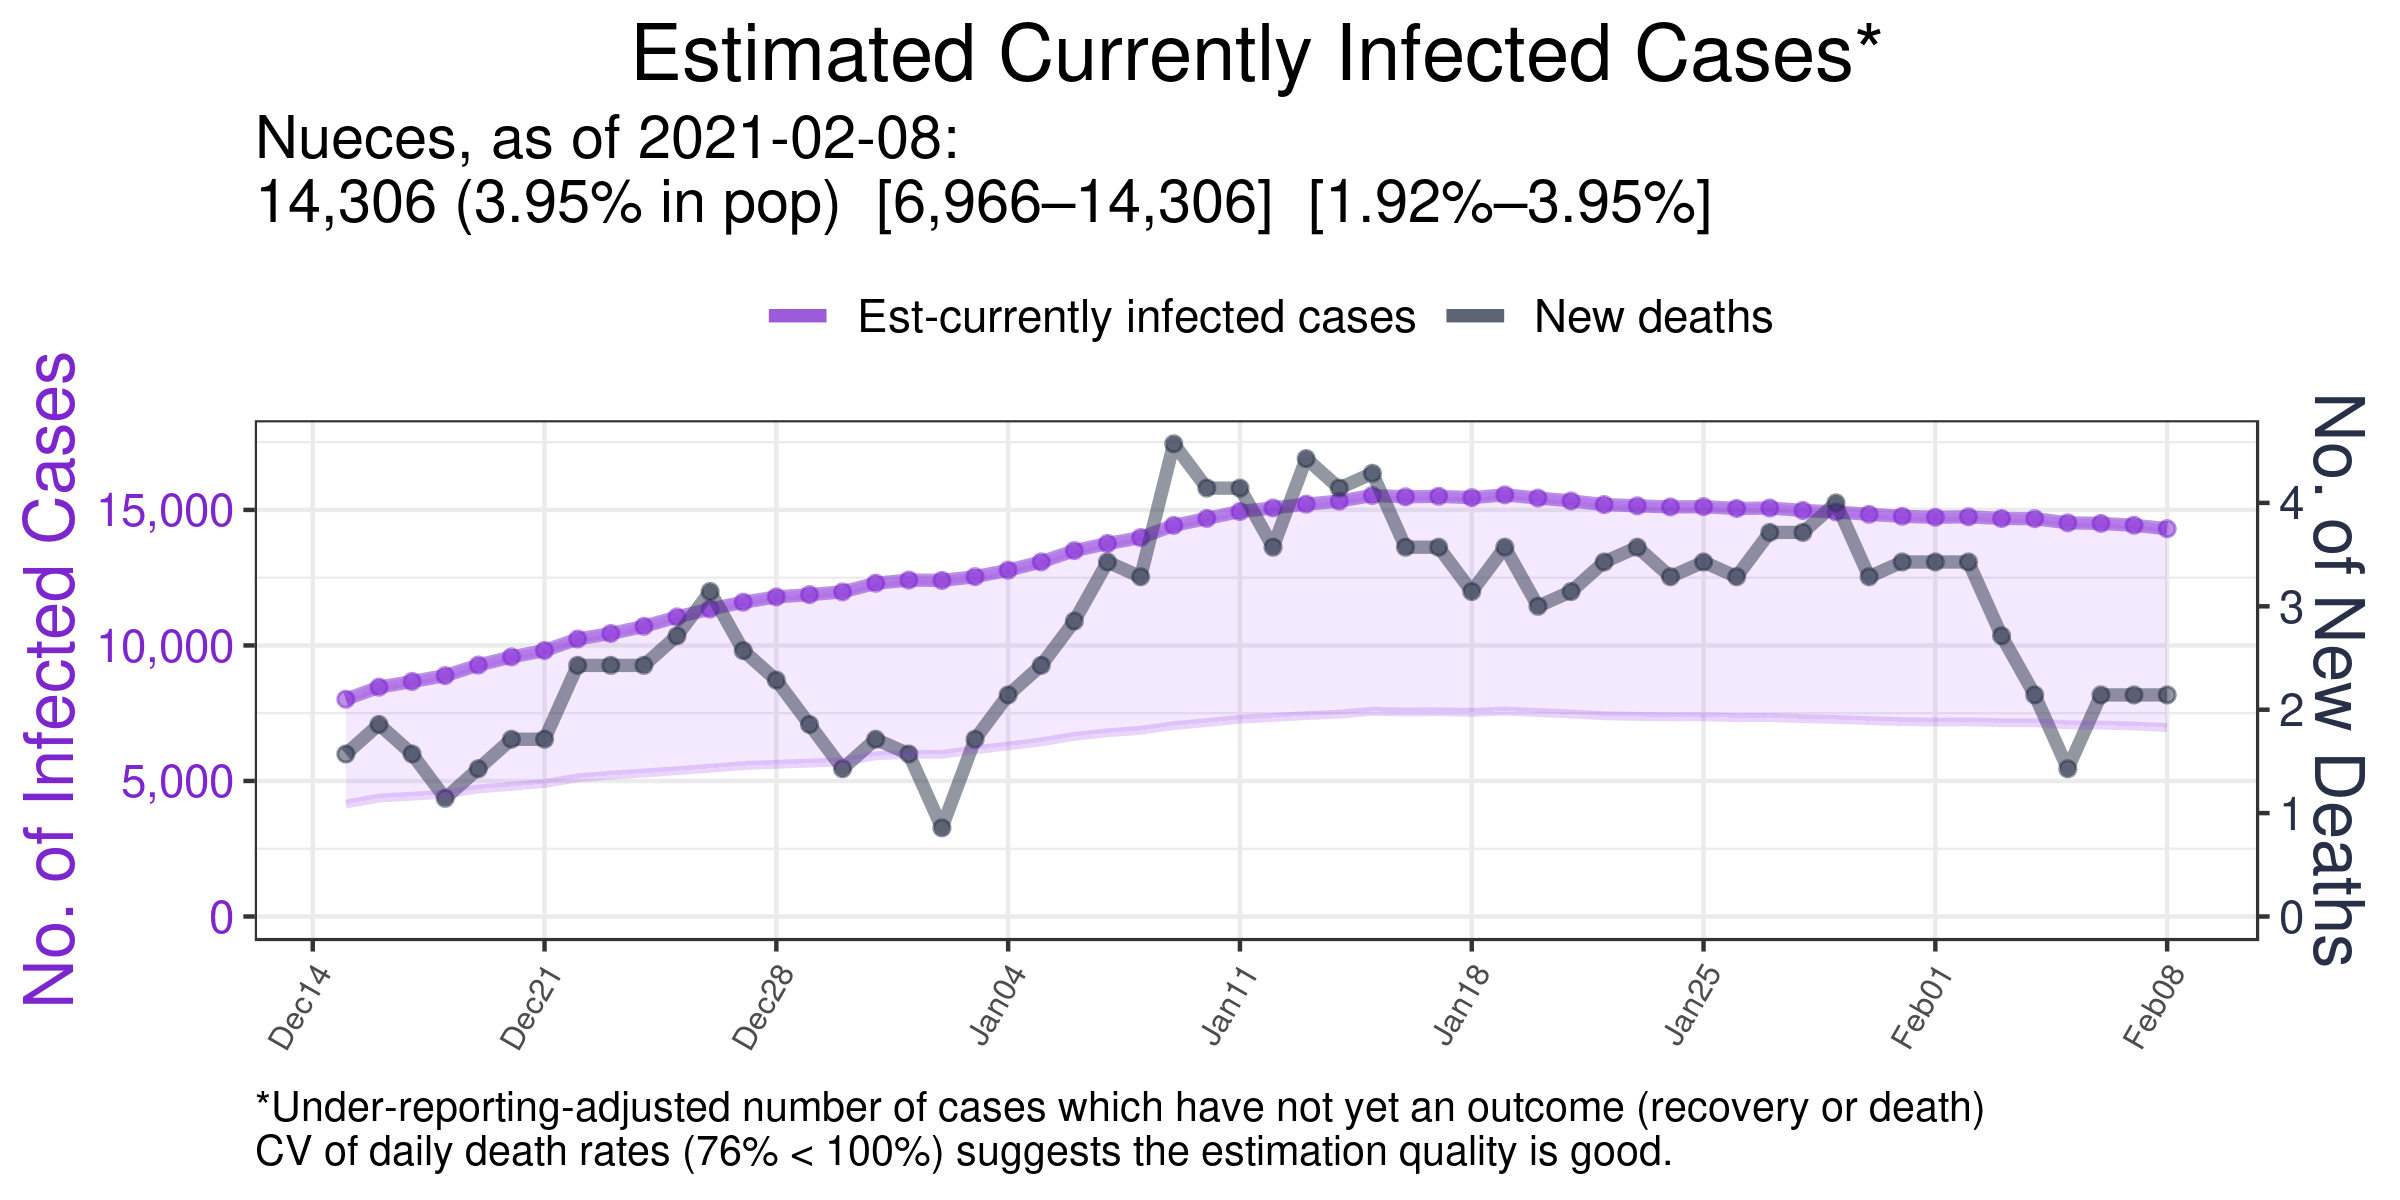 Estimated Currently Infected Cases*
Nueces, as of 2021-02-08:
14,306 (3.95% in pop)  [6,966–14,306]  [1.92%–3.95%]
Est-currently infected cases
New deaths
No. of Infected Cases
15,000
10,000
5,000
0
4
3
2
1
0
No. of New Deaths
Dec14
Dec21
Dec28
Jan04
Jan11
Jan18
Jan25
Feb01
Feb08
*Under-reporting-adjusted number of cases which have not yet an outcome (recovery or death)
CV of daily death rates (76% < 100%) suggests the estimation quality is good.